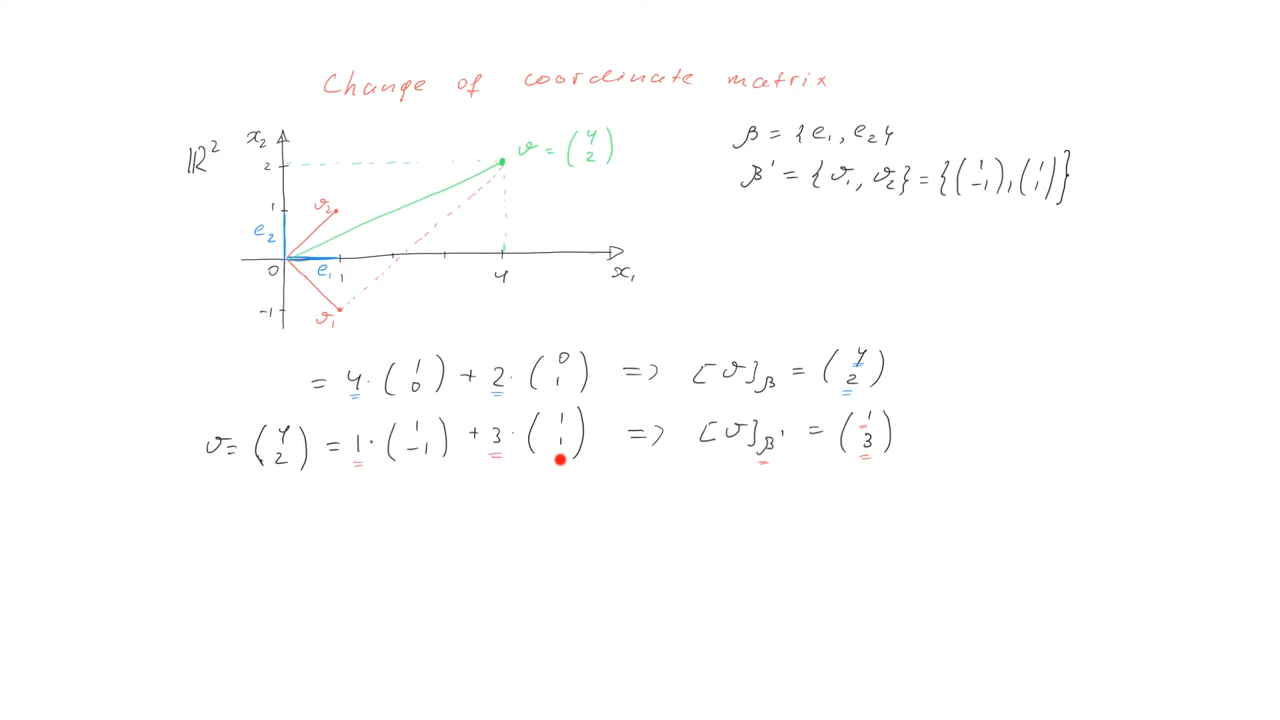 Change of coordinate matrix
ℝ² x₂ v = (4 2) β = {e₁, e₂}
2 β' = {v₁, v₂} = {(1 -1), (1 1)}
1 v₂
e₂
0 e₁ 1 4 x₁
-1 v₁
= 4 · (1 0) + 2 · (0 1) => [v]β = (4 2)
v = (4 2) = 1 · (1 -1) + 3 · (1 1) => [v]β' = (1 3)